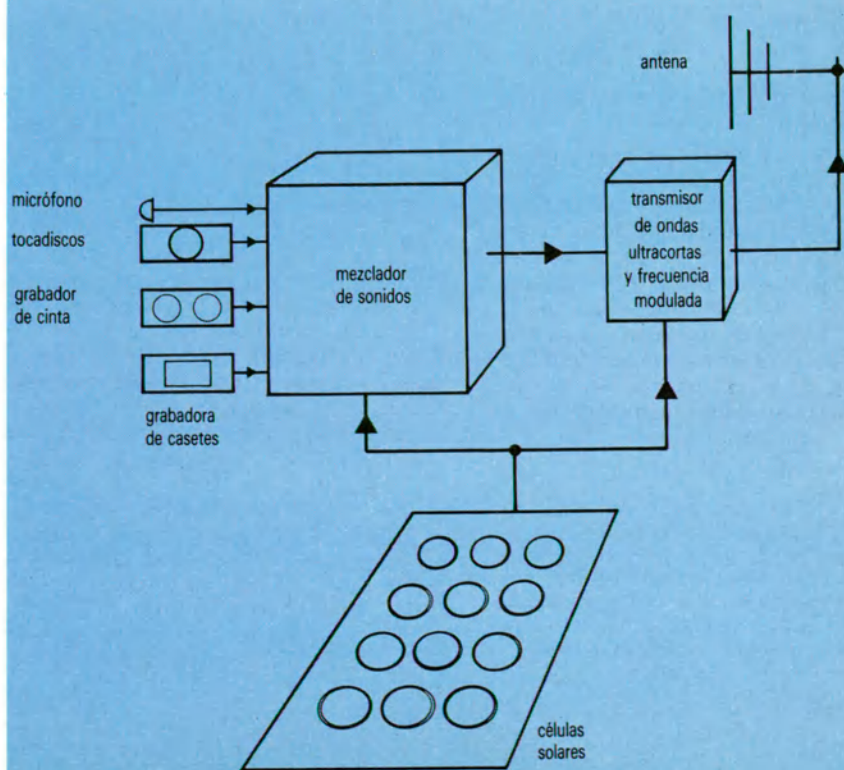 antena
micrófono
tocadiscos
grabador
de cinta
grabadora
de casetes
mezclador
de sonidos
transmisor
de ondas
ultracortas
y frecuencia
modulada
células
solares